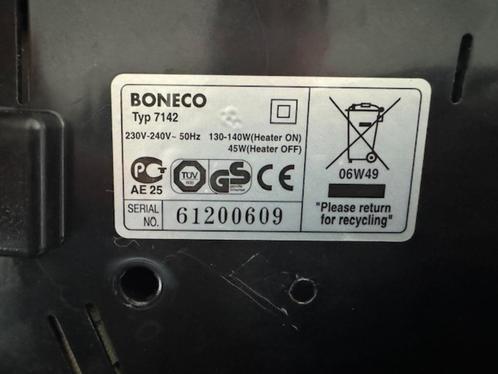 BONECO
Typ 7142
230V-240V~ 50Hz 130-140W(Heater ON)
45W(Heater OFF)
PC
AE 25
TÜV
GS
CE
SERIAL NO. 61200609
06W49
"Please return
for recycling"